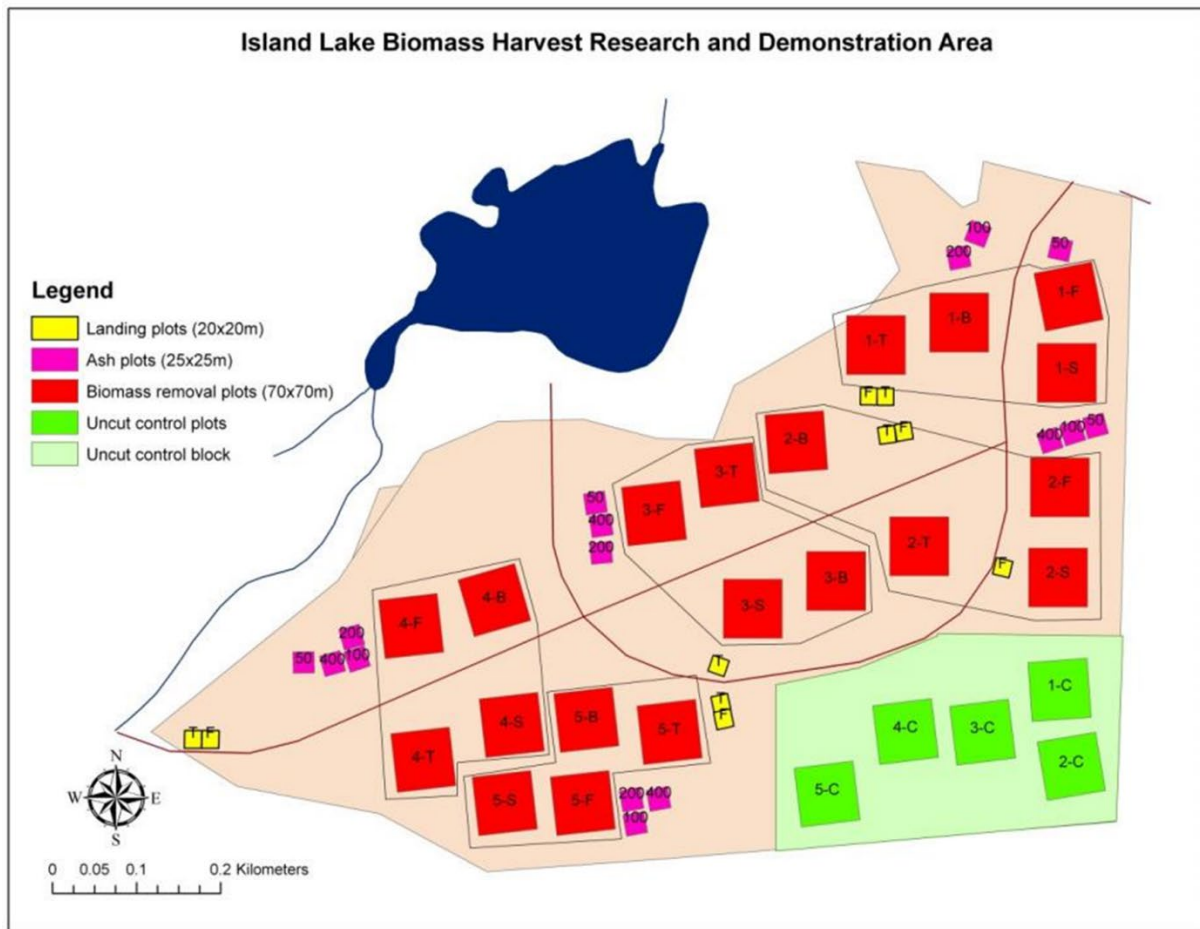 Island Lake Biomass Harvest Research and Demonstration Area
100
200
50
1-F
1-B
1-T
1-S
F T
T F
400 100 50
2-B
3-T
2-F
50
400
200
3-F
2-T
F
2-S
3-B
3-S
4-B
4-F
200
50 400 100
T
T
F
4-S
5-B
5-T
4-T
T F
5-S
5-F
200 400
100
1-C
4-C
3-C
2-C
5-C
Legend
Landing plots (20x20m)
Ash plots (25x25m)
Biomass removal plots (70x70m)
Uncut control plots
Uncut control block
N
W E
S
0 0.05 0.1 0.2 Kilometers